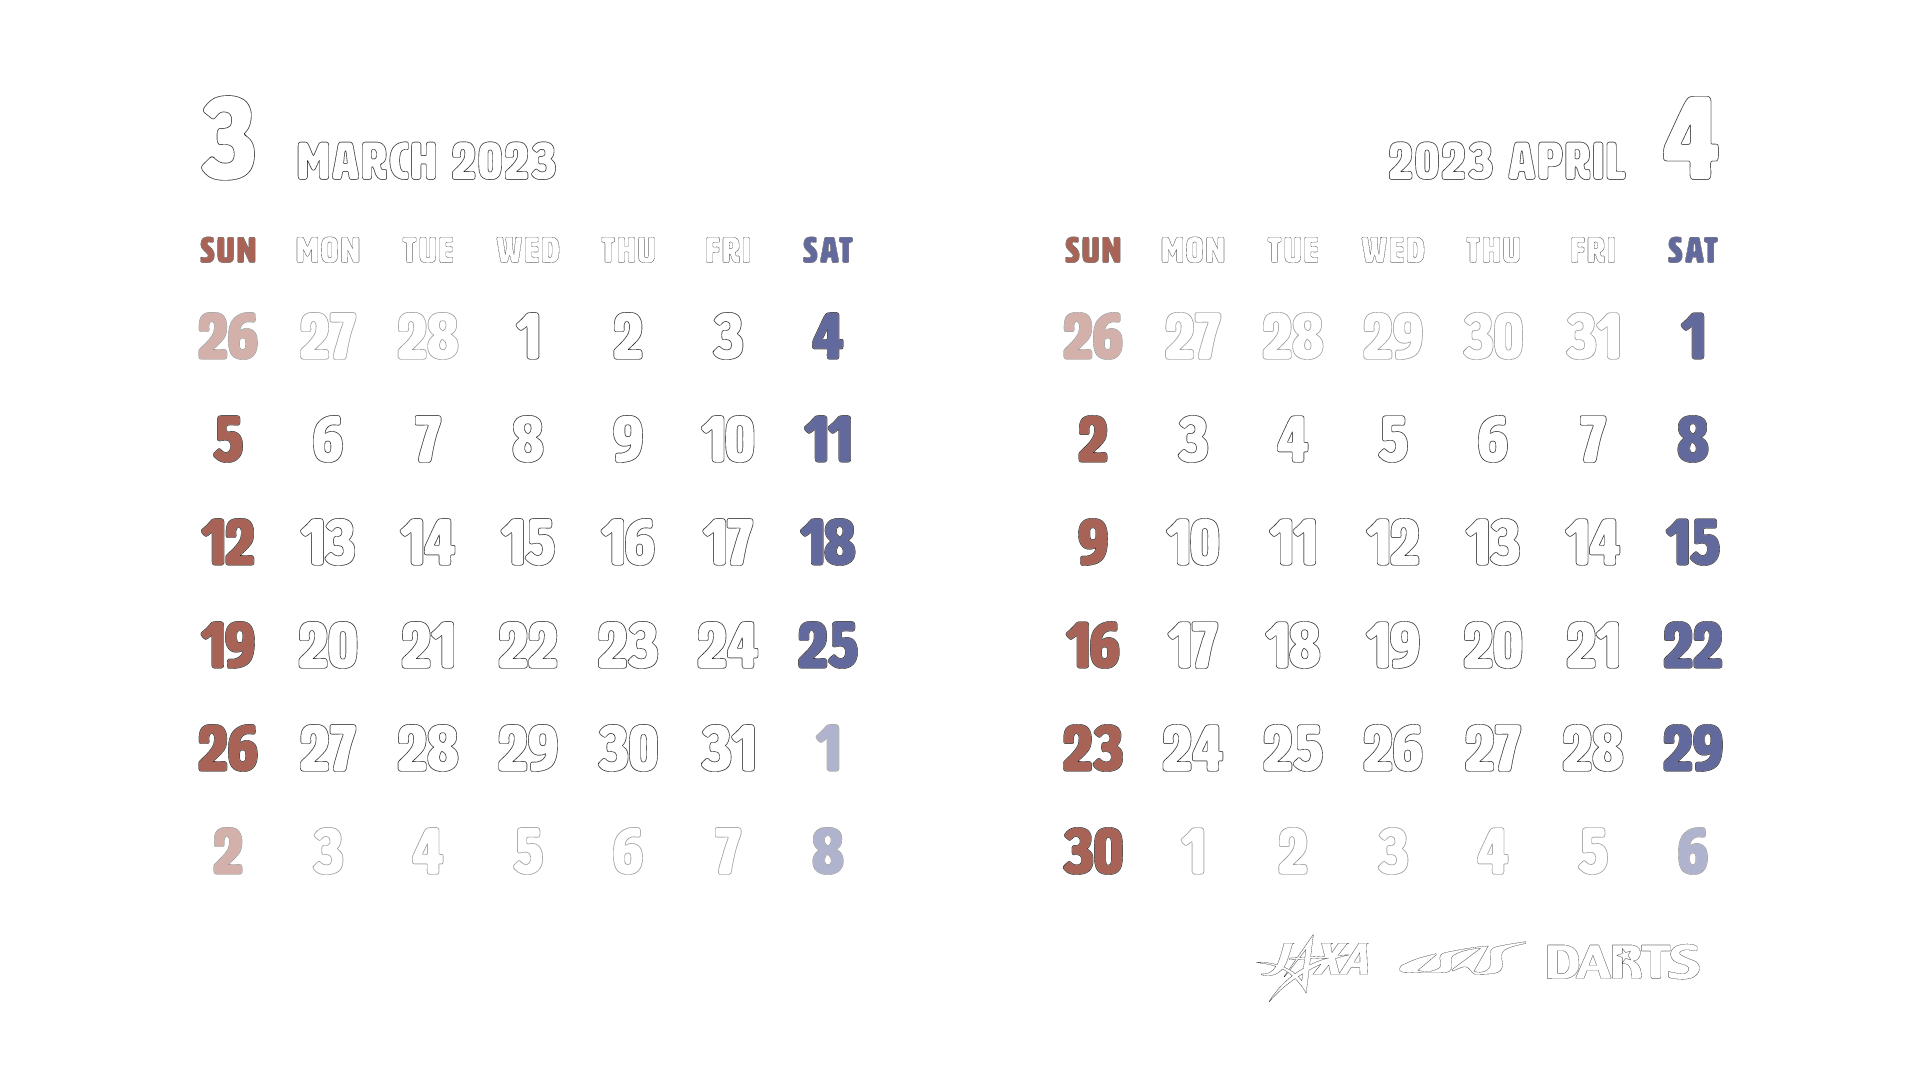 3 MARCH 2023
SUN MON TUE WED THU FRI SAT
26 27 28 1 2 3 4
5 6 7 8 9 10 11
12 13 14 15 16 17 18
19 20 21 22 23 24 25
26 27 28 29 30 31 1
2 3 4 5 6 7 8
2023 APRIL 4
SUN MON TUE WED THU FRI SAT
26 27 28 29 30 31 1
2 3 4 5 6 7 8
9 10 11 12 13 14 15
16 17 18 19 20 21 22
23 24 25 26 27 28 29
30 1 2 3 4 5 6
JAXA ISAS DARTS